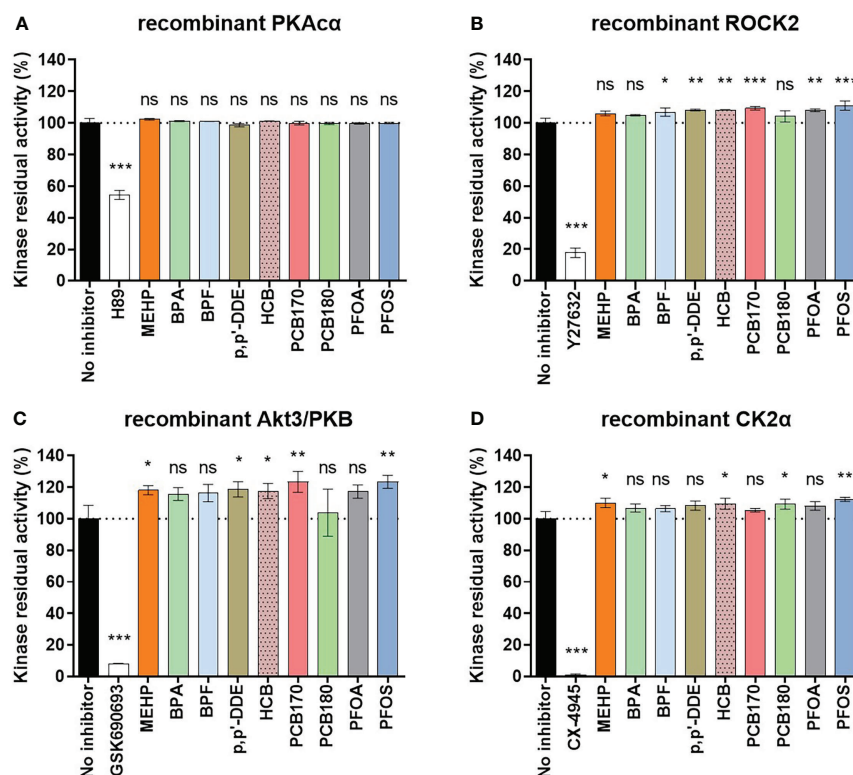 A recombinant PKAcα
Kinase residual activity (%)
140
120
100
80
60
40
20
0
*** ns ns ns ns ns ns ns ns ns
No inhibitor H89 MEHP BPA BPF p,p'-DDE HCB PCB170 PCB180 PFOA PFOS
B recombinant ROCK2
Kinase residual activity (%)
140
120
100
80
60
40
20
0
*** ns ns * ** ** *** ns ** ***
No inhibitor Y27632 MEHP BPA BPF p,p'-DDE HCB PCB170 PCB180 PFOA PFOS
C recombinant Akt3/PKB
Kinase residual activity (%)
140
120
100
80
60
40
20
0
*** * ns ns * * ** ns ns **
No inhibitor GSK690693 MEHP BPA BPF p,p'-DDE HCB PCB170 PCB180 PFOA PFOS
D recombinant CK2α
Kinase residual activity (%)
140
120
100
80
60
40
20
0
*** * ns ns ns * ns * ns **
No inhibitor CX-4945 MEHP BPA BPF p,p'-DDE HCB PCB170 PCB180 PFOA PFOS